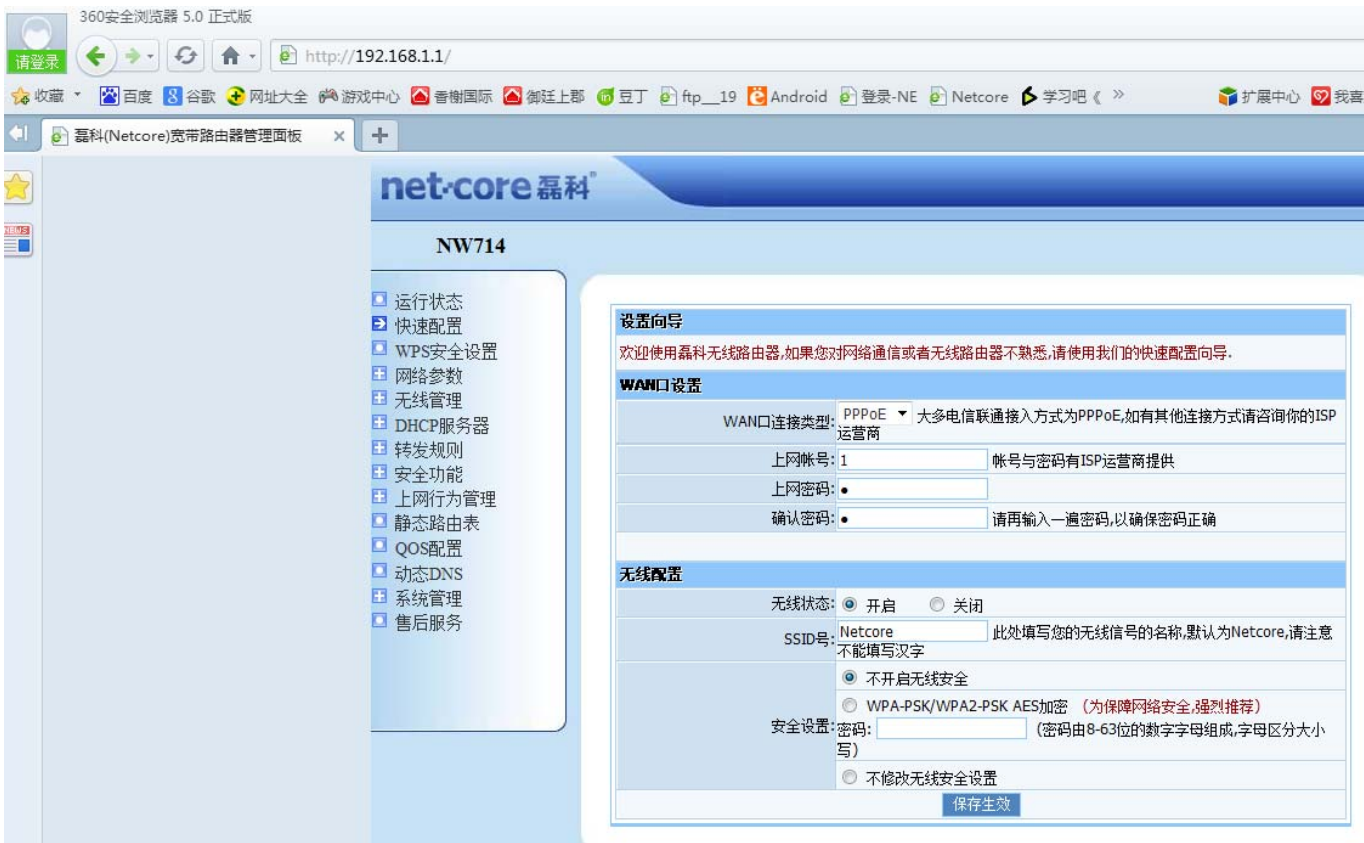 360安全浏览器 5.0 正式版
请登录
http://192.168.1.1/
收藏 百度 谷歌 网址大全 游戏中心 香榭国际 御廷上郡 豆丁 ftp__19 Android 登录-NE Netcore 学习吧《 » 扩展中心 我喜
磊科(Netcore)宽带路由器管理面板 × +
NEWS
net·core磊科
NW714
运行状态
快速配置
WPS安全设置
网络参数
无线管理
DHCP服务器
转发规则
安全功能
上网行为管理
静态路由表
QOS配置
动态DNS
系统管理
售后服务
设置向导
欢迎使用磊科无线路由器,如果您对网络通信或者无线路由器不熟悉,请使用我们的快速配置向导.
WAN口设置
WAN口连接类型: PPPoE 大多电信联通接入方式为PPPoE,如有其他连接方式请咨询你的ISP
运营商
上网帐号: 1 帐号与密码有ISP运营商提供
上网密码: ●
确认密码: ● 请再输入一遍密码,以确保密码正确
无线配置
无线状态: 开启 关闭
SSID号: Netcore 此处填写您的无线信号的名称,默认为Netcore,请注意
不能填写汉字
不开启无线安全
WPA-PSK/WPA2-PSK AES加密 (为保障网络安全,强烈推荐)
安全设置: 密码: (密码由8-63位的数字字母组成,字母区分大小
写)
不修改无线安全设置
保存生效